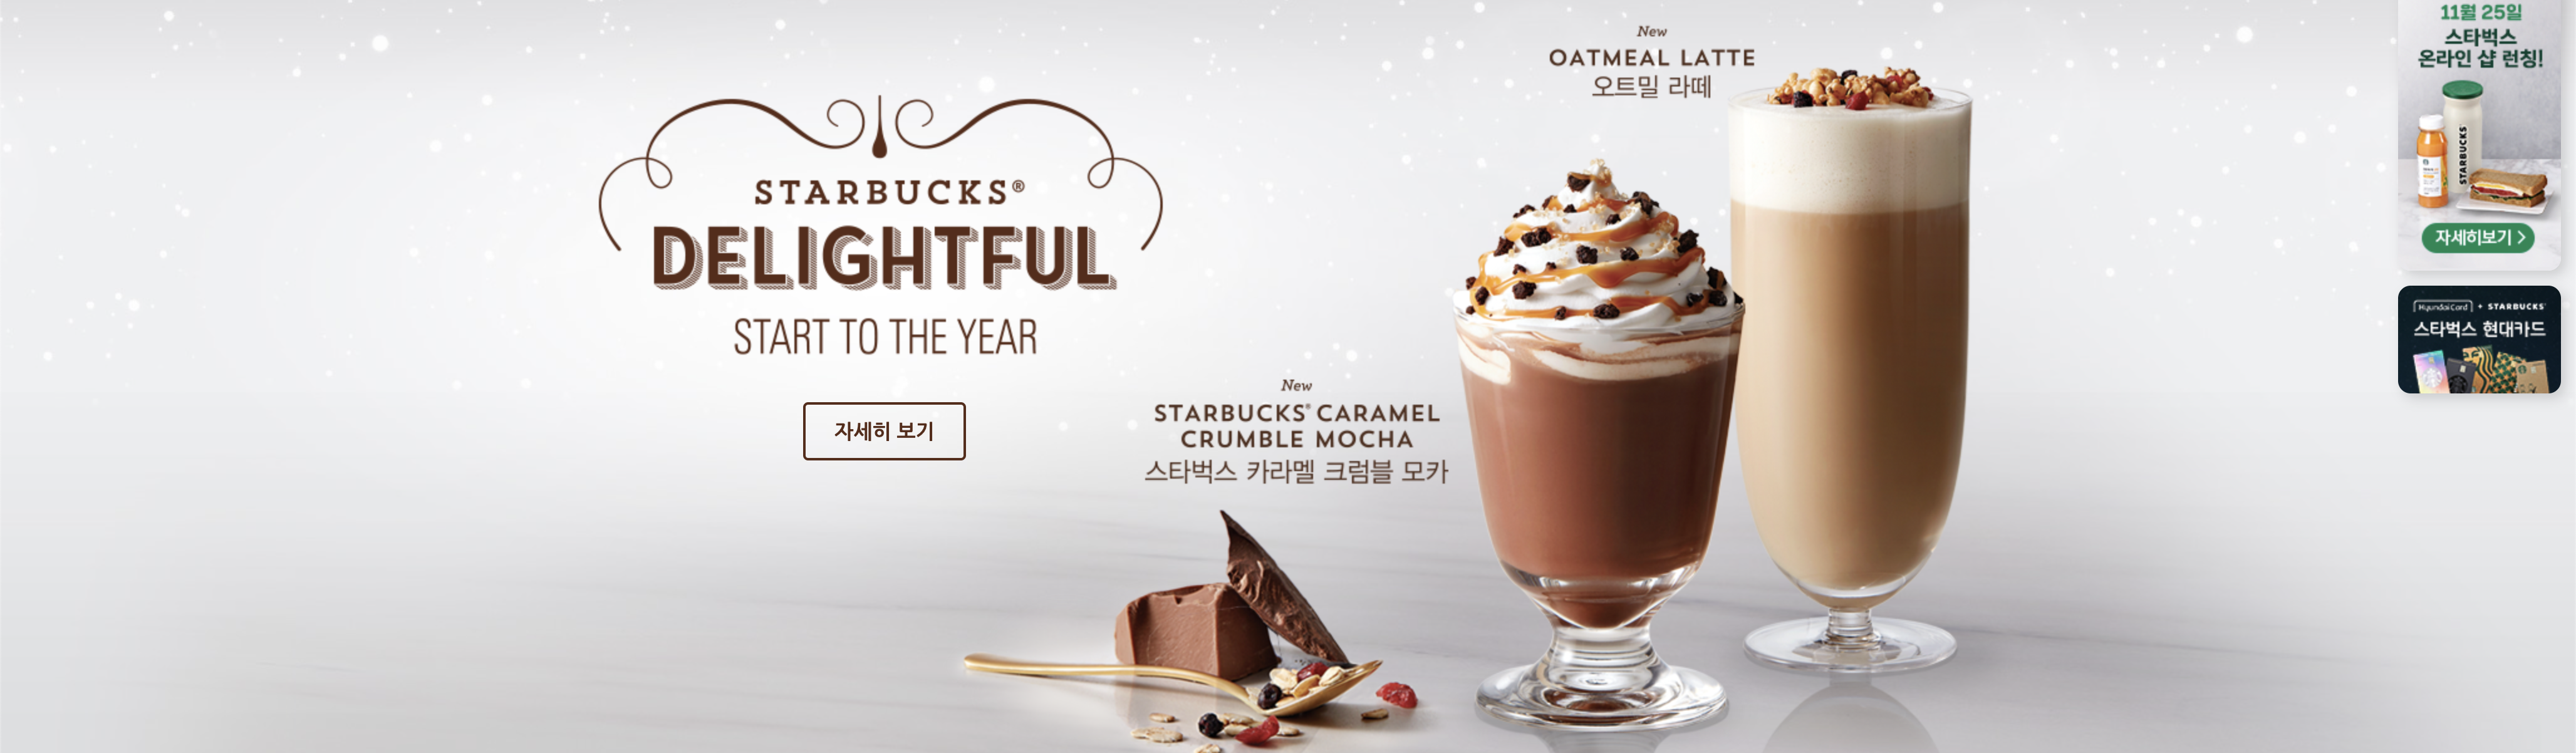 STARBUCKS®
DELIGHTFUL
START TO THE YEAR
자세히 보기
New
OATMEAL LATTE
오트밀 라떼
New
STARBUCKS® CARAMEL
CRUMBLE MOCHA
스타벅스 카라멜 크럼블 모카
11월 25일
스타벅스
온라인 샵 런칭!
STARBUCKS
자세히보기 >
HyundaiCard + STARBUCKS
스타벅스 현대카드